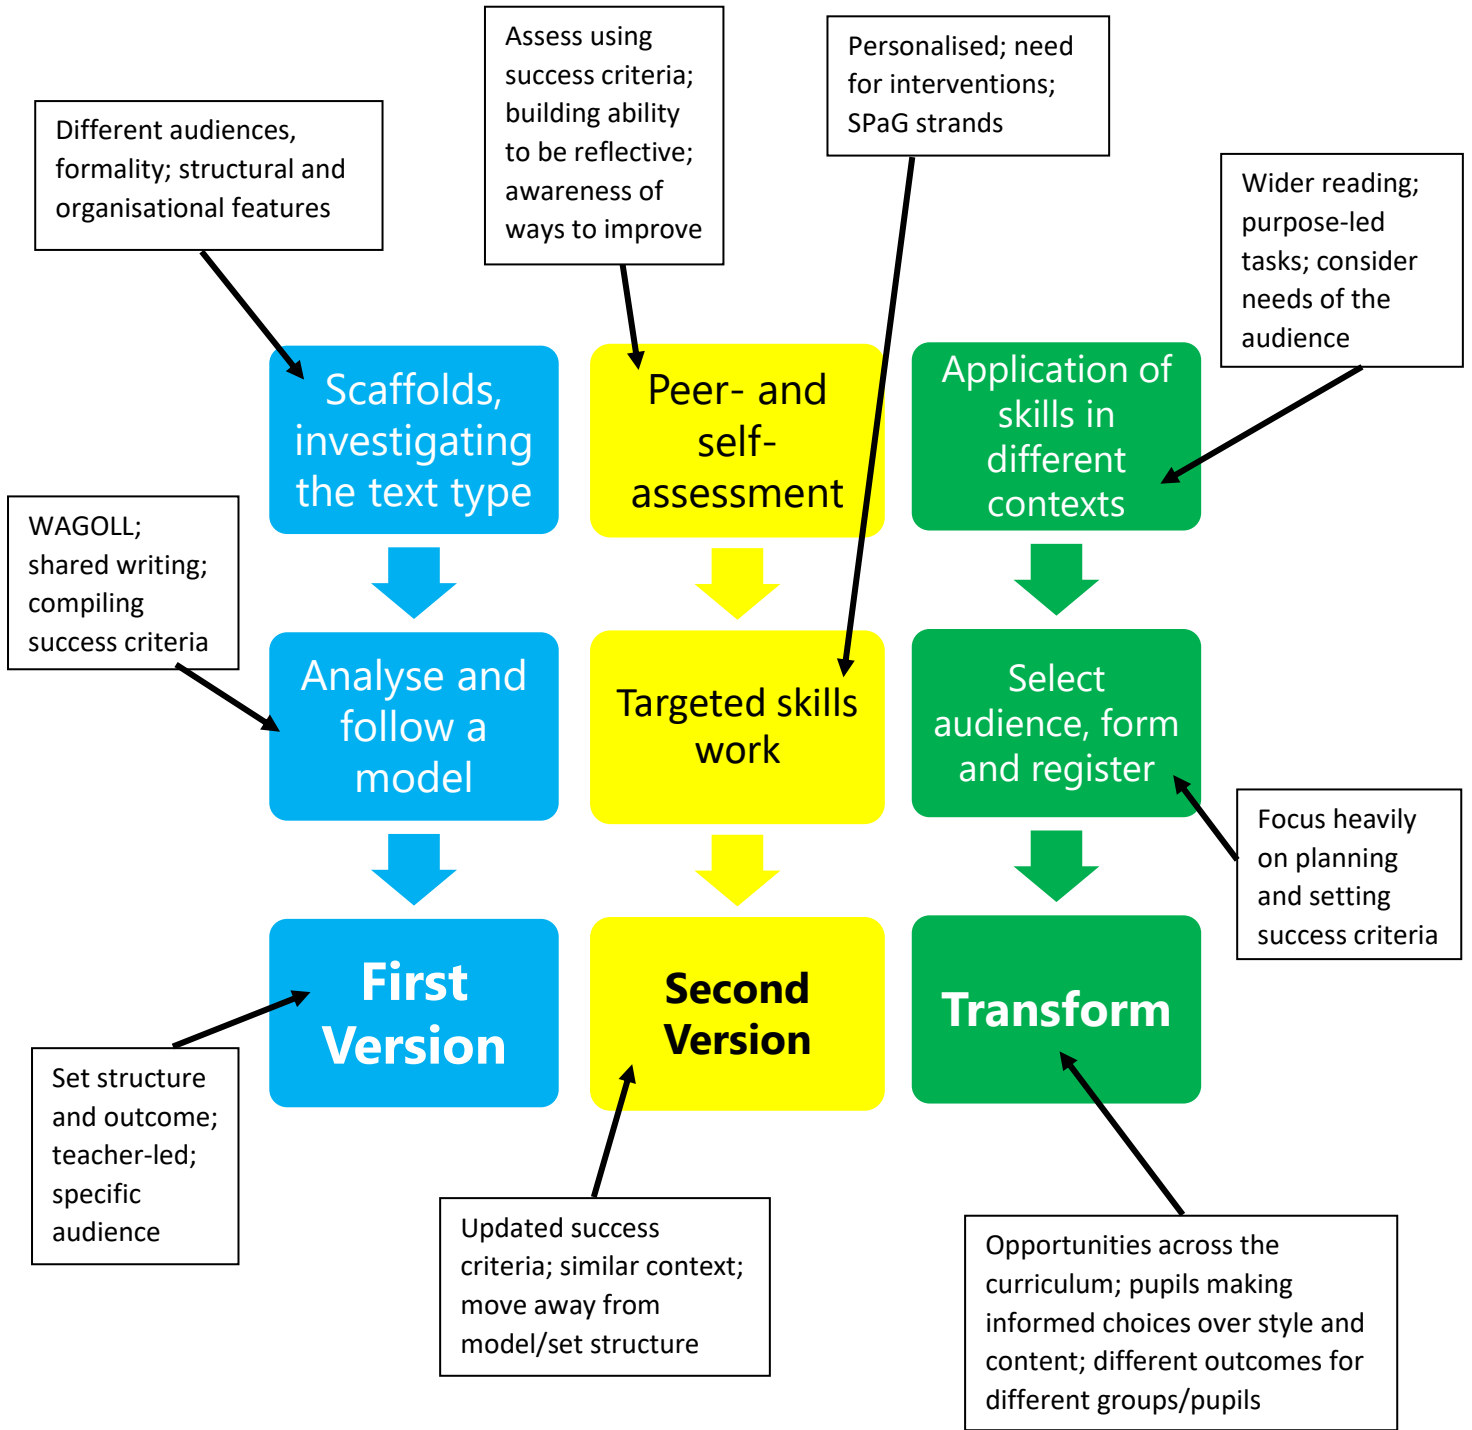 Assess using
success criteria;
building ability
to be reflective;
awareness of
ways to improve
Personalised; need
for interventions;
SPaG strands
Different audiences,
formality; structural and
organisational features
Wider reading;
purpose-led
tasks; consider
needs of the
audience
Scaffolds,
investigating
the text type
Peer- and
self-
assessment
Application of
skills in
different
contexts
WAGOLL;
shared writing;
compiling
success criteria
Analyse and
follow a
model
Targeted skills
work
Select
audience, form
and register
Focus heavily
on planning
and setting
success criteria
First
Version
Second
Version
Transform
Set structure
and outcome;
teacher-led;
specific
audience
Updated success
criteria; similar context;
move away from
model/set structure
Opportunities across the
curriculum; pupils making
informed choices over style and
content; different outcomes for
different groups/pupils